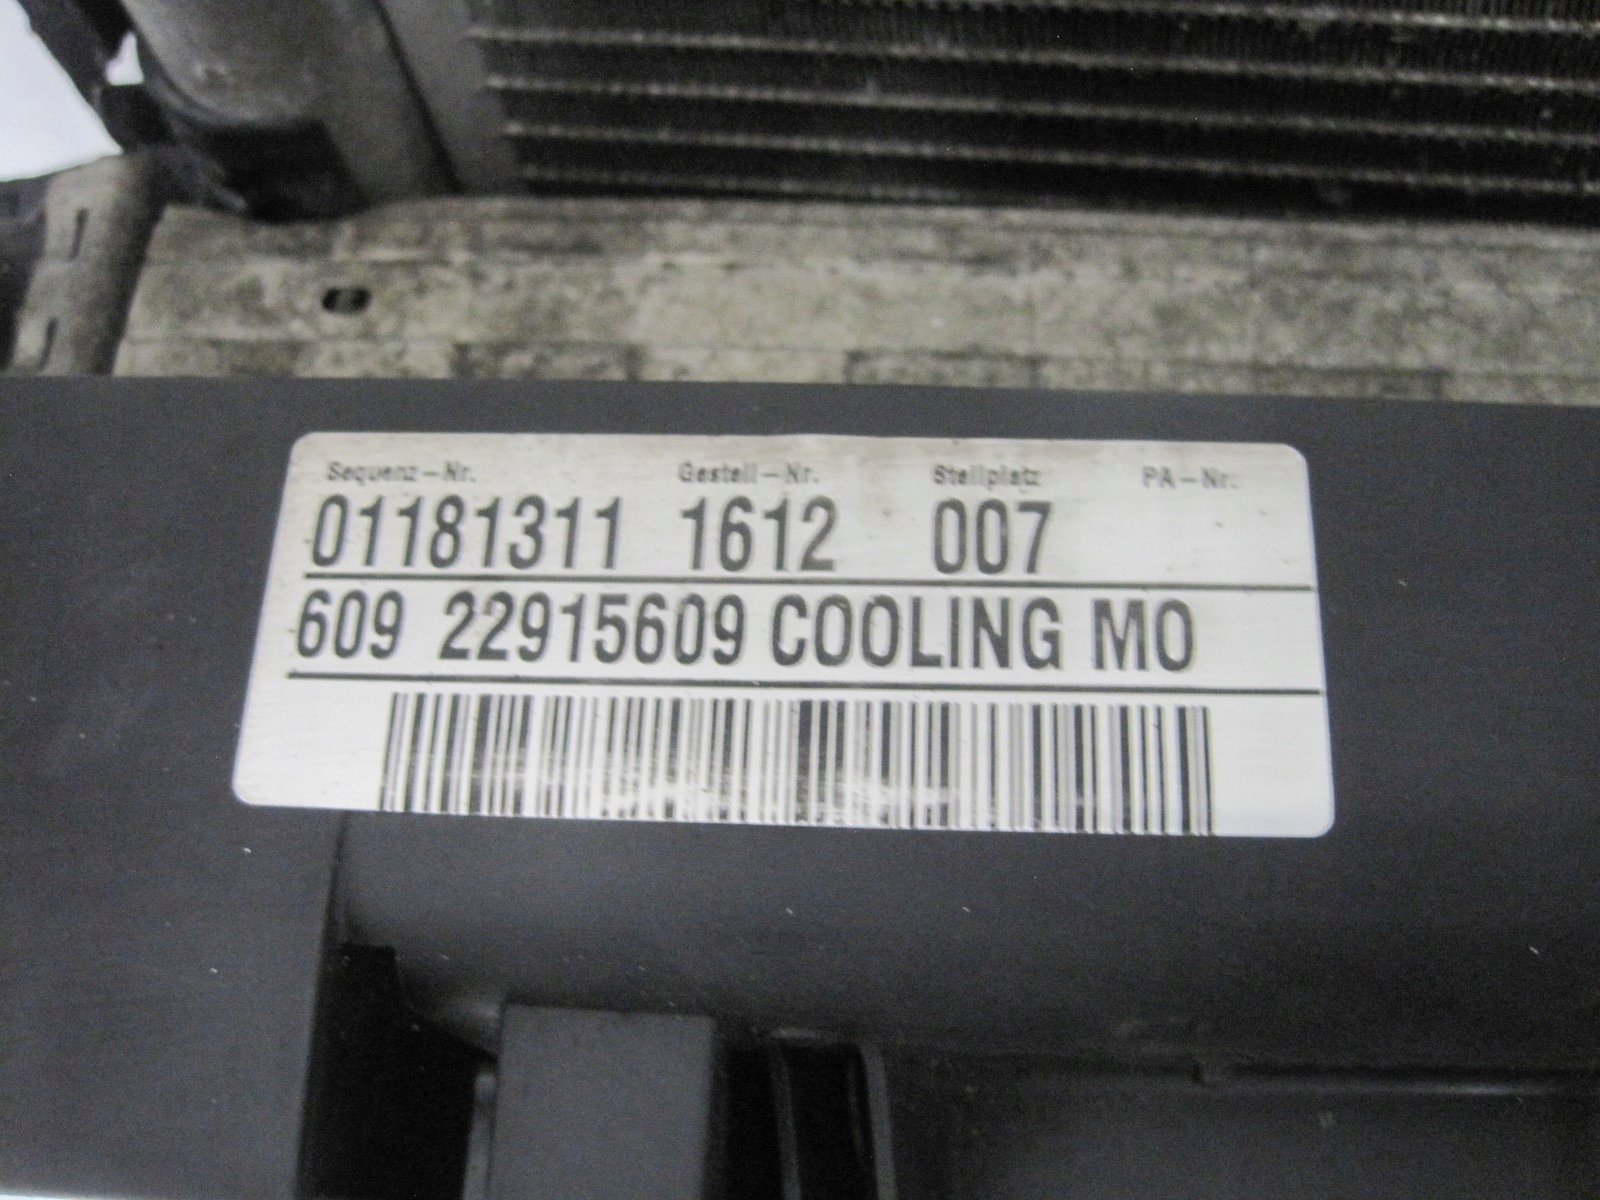 Sequenz-Nr. Gestell-Nr. Stellplatz PA-Nr.
01181311 1612 007
609 22915609 COOLING MO